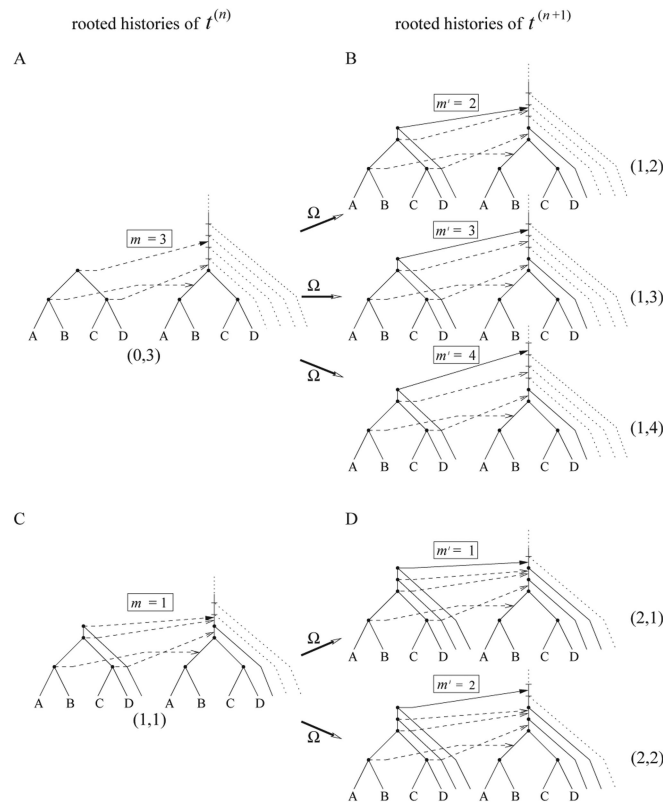 rooted histories of t^(n)
rooted histories of t^(n+1)
A
m = 3
A B C D A B C D
(0,3)
Ω
Ω
Ω
B
m' = 2
A B C D A B C D
(1,2)
m' = 3
A B C D A B C D
(1,3)
m' = 4
A B C D A B C D
(1,4)
C
m = 1
A B C D A B C D
(1,1)
Ω
Ω
D
m' = 1
A B C D A B C D
(2,1)
m' = 2
A B C D A B C D
(2,2)